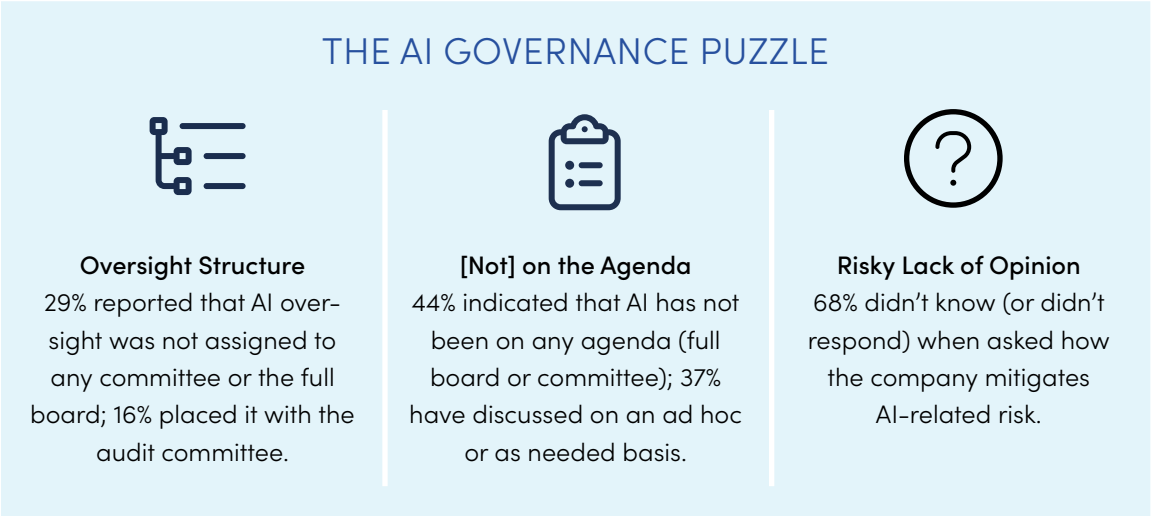 THE AI GOVERNANCE PUZZLE
Oversight Structure
29% reported that AI over-
sight was not assigned to
any committee or the full
board; 16% placed it with the
audit committee.
[Not] on the Agenda
44% indicated that AI has not
been on any agenda (full
board or committee); 37%
have discussed on an ad hoc
or as needed basis.
Risky Lack of Opinion
68% didn’t know (or didn’t
respond) when asked how
the company mitigates
AI-related risk.